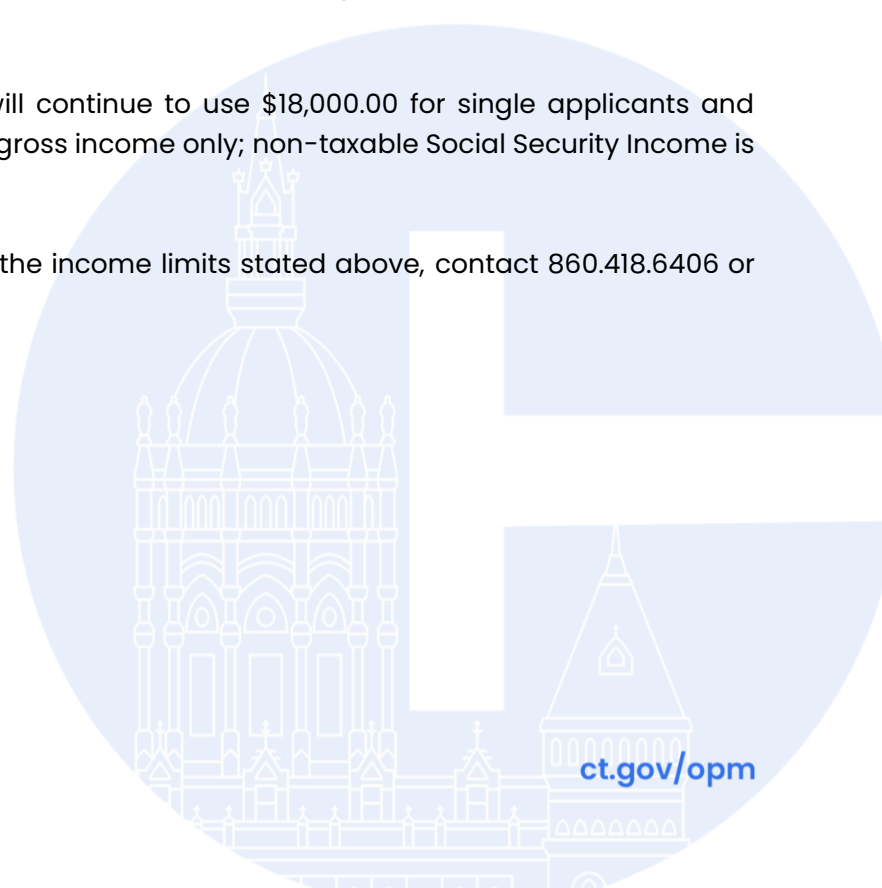 will continue to use $18,000.00 for single applicants and
gross income only; non-taxable Social Security Income is
the income limits stated above, contact 860.418.6406 or
ct.gov/opm